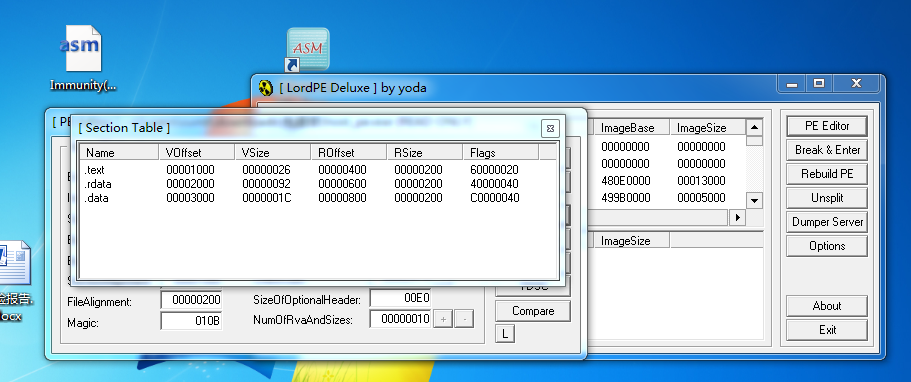 asm
Immunity(...
ASM
[ LordPE Deluxe ] by yoda
[ PE
[ Section Table ]
Name VOffset VSize ROffset RSize Flags
.text 00001000 00000026 00000400 00000200 60000020
.rdata 00002000 00000092 00000600 00000200 40000040
.data 00003000 0000001C 00000800 00000200 C0000040
ImageBase ImageSize
00000000 00000000
00000000 00000000
480E0000 00013000
499B0000 00005000
ImageSize
PE Editor
Break & Enter
Rebuild PE
Unsplit
Dumper Server
Options
About
Exit
FileAlignment: 00000200 SizeOfOptionalHeader: 00E0
Magic: 010B NumOfRvaAndSizes: 00000010 + -
Compare
L
报告.
ocx